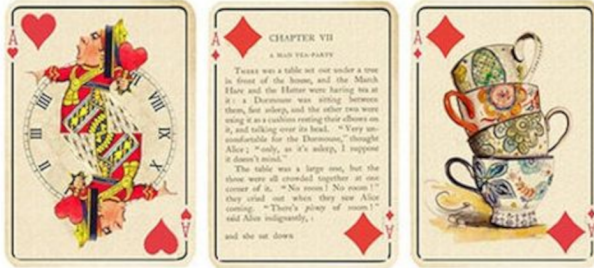 A
A
III
II
VIII
IX
X
A
CHAPTER VII
A MAD TEA-PARTY
THERE was a table set out under a tree
in front of the house, and the March
Hare and the Hatter were having tea at
it: a Dormouse was sitting between
them, fast asleep, and the other two were
using it as a cushion resting their elbows on
it, and talking over its head. "Very un-
comfortable for the Dormouse," thought
Alice; "only, as it's asleep, I suppose
it doesn't mind."
The table was a large one, but the
three were all crowded together at one
corner of it. "No room! No room!"
they cried out when they saw Alice
coming. "There's plenty of room!"
said Alice indignantly,
and she sat down
A
A
A